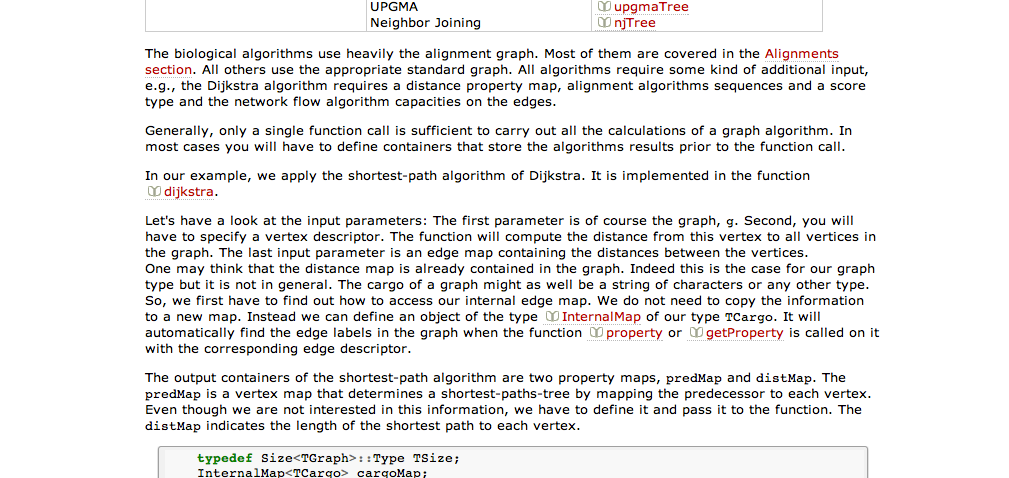 UPGMA upgmaTree
Neighbor Joining njTree
The biological algorithms use heavily the alignment graph. Most of them are covered in the Alignments
section. All others use the appropriate standard graph. All algorithms require some kind of additional input,
e.g., the Dijkstra algorithm requires a distance property map, alignment algorithms sequences and a score
type and the network flow algorithm capacities on the edges.
Generally, only a single function call is sufficient to carry out all the calculations of a graph algorithm. In
most cases you will have to define containers that store the algorithms results prior to the function call.
In our example, we apply the shortest-path algorithm of Dijkstra. It is implemented in the function
dijkstra.
Let's have a look at the input parameters: The first parameter is of course the graph, g. Second, you will
have to specify a vertex descriptor. The function will compute the distance from this vertex to all vertices in
the graph. The last input parameter is an edge map containing the distances between the vertices.
One may think that the distance map is already contained in the graph. Indeed this is the case for our graph
type but it is not in general. The cargo of a graph might as well be a string of characters or any other type.
So, we first have to find out how to access our internal edge map. We do not need to copy the information
to a new map. Instead we can define an object of the type InternalMap of our type TCargo. It will
automatically find the edge labels in the graph when the function property or getProperty is called on it
with the corresponding edge descriptor.
The output containers of the shortest-path algorithm are two property maps, predMap and distMap. The
predMap is a vertex map that determines a shortest-paths-tree by mapping the predecessor to each vertex.
Even though we are not interested in this information, we have to define it and pass it to the function. The
distMap indicates the length of the shortest path to each vertex.
typedef Size<TGraph>::Type TSize;
InternalMap<TCargo> cargoMap;